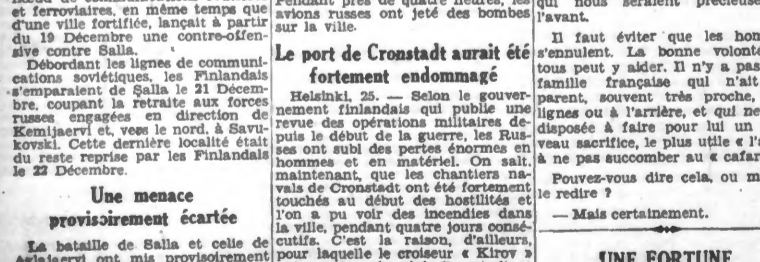 et ferroviaires, en même temps que
d'une ville fortifiée, lançait à partir
du 19 Décembre une contre-offen-
sive contre Salla.
Débordant les lignes de communi-
cations soviétiques, les Finlandais
s'emparaient de Salla le 21 Décem-
bre, coupant la retraite aux forces
russes engagées en direction de
Kemijaervi et, vers le nord, à Savu-
kovski. Cette dernière localité était
du reste reprise par les Finlandais
le 22 Décembre.
Une menace
provisoirement écartée
La bataille de Salla et celle de
Aglajaervi ont mis provisoirement
Pendant près de quatre heures, les
avions russes ont jeté des bombes
sur la ville.
Le port de Cronstadt aurait été
fortement endommagé
Helsinki, 25. — Selon le gouver-
nement finlandais qui publie une
revue des opérations militaires de-
puis le début de la guerre, les Rus-
ses ont subi des pertes énormes en
hommes et en matériel. On sait,
maintenant, que les chantiers na-
vals de Cronstadt ont été fortement
touchés au début des hostilités et
l'on a pu voir des incendies dans
la ville, pendant quatre jours consé-
cutifs. C'est la raison, d'ailleurs,
pour laquelle le croiseur « Kirov »
qui nous seraient précieuse
l'avant.
Il faut éviter que les hom
s'ennuient. La bonne volonté
tous peut y aider. Il n'y a pas
famille française qui n'ait
parent, souvent très proche,
lignes ou à l'arrière, et qui ne
disposée à faire pour lui un
veau sacrifice, le plus utile « l'a
à ne pas succomber au « cafar
Pouvez-vous dire cela, ou m
le redire ?
— Mais certainement.
UNE FORTUNE